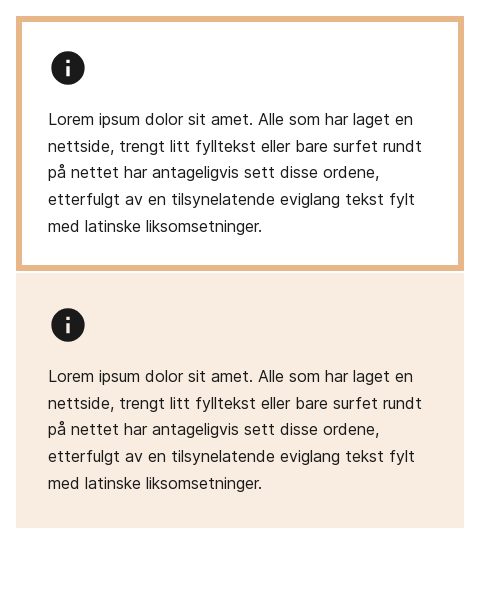 Lorem ipsum dolor sit amet. Alle som har laget en
nettside, trengt litt fylltekst eller bare surfet rundt
på nettet har antageligvis sett disse ordene,
etterfulgt av en tilsynelatende eviglang tekst fylt
med latinske liksomsetninger.
Lorem ipsum dolor sit amet. Alle som har laget en
nettside, trengt litt fylltekst eller bare surfet rundt
på nettet har antageligvis sett disse ordene,
etterfulgt av en tilsynelatende eviglang tekst fylt
med latinske liksomsetninger.